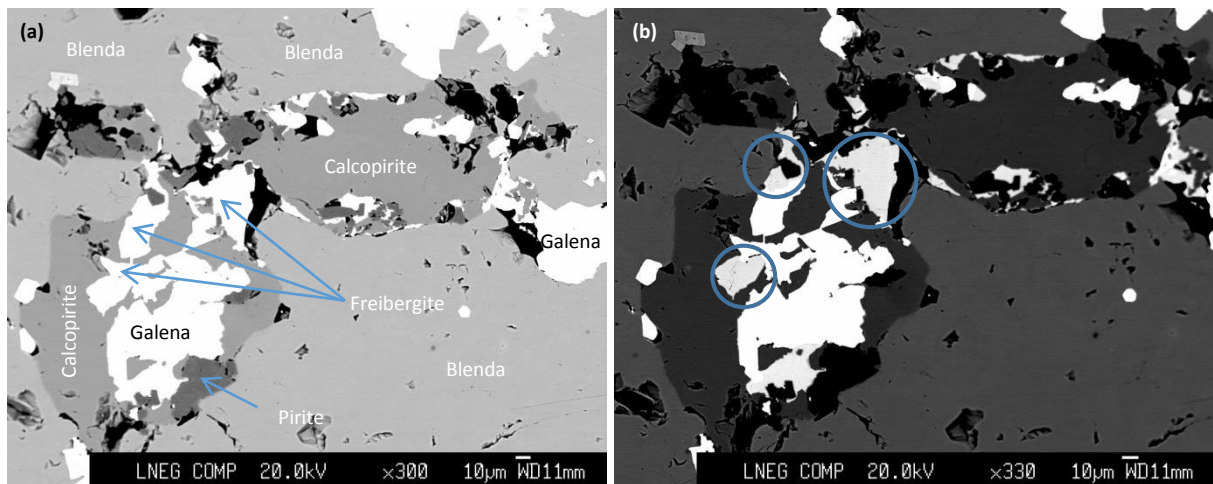 (a)
Blenda
Blenda
Calcopirite
Galena
Freibergite
Calcopirite
Galena
Blenda
Pirite
LNEG COMP 20.0kV ×300 10µm WD11mm
(b)
LNEG COMP 20.0kV ×330 10µm WD11mm